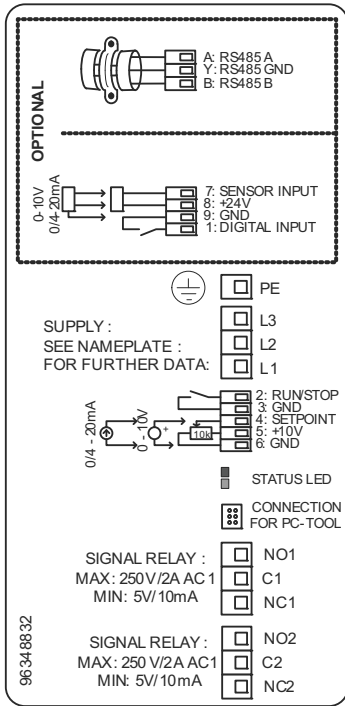 A: RS485 A
Y: RS485 GND
B: RS485 B
OPTIONAL
0-10V
0/4-20mA
7: SENSOR INPUT
8: +24V
9: GND
1: DIGITAL INPUT
PE
SUPPLY :
SEE NAMEPLATE :
FOR FURTHER DATA:
L3
L2
L1
0/4 - 20mA
0 - 10V
+
10k
2: RUN/STOP
3: GND
4: SETPOINT
5: +10V
6: GND
STATUS LED
CONNECTION
FOR PC-TOOL
SIGNAL RELAY :
MAX: 250V/2A AC1
MIN: 5V/10mA
NO1
C1
NC1
SIGNAL RELAY :
MAX: 250V/2A AC1
MIN: 5V/10mA
NO2
C2
NC2
96348832